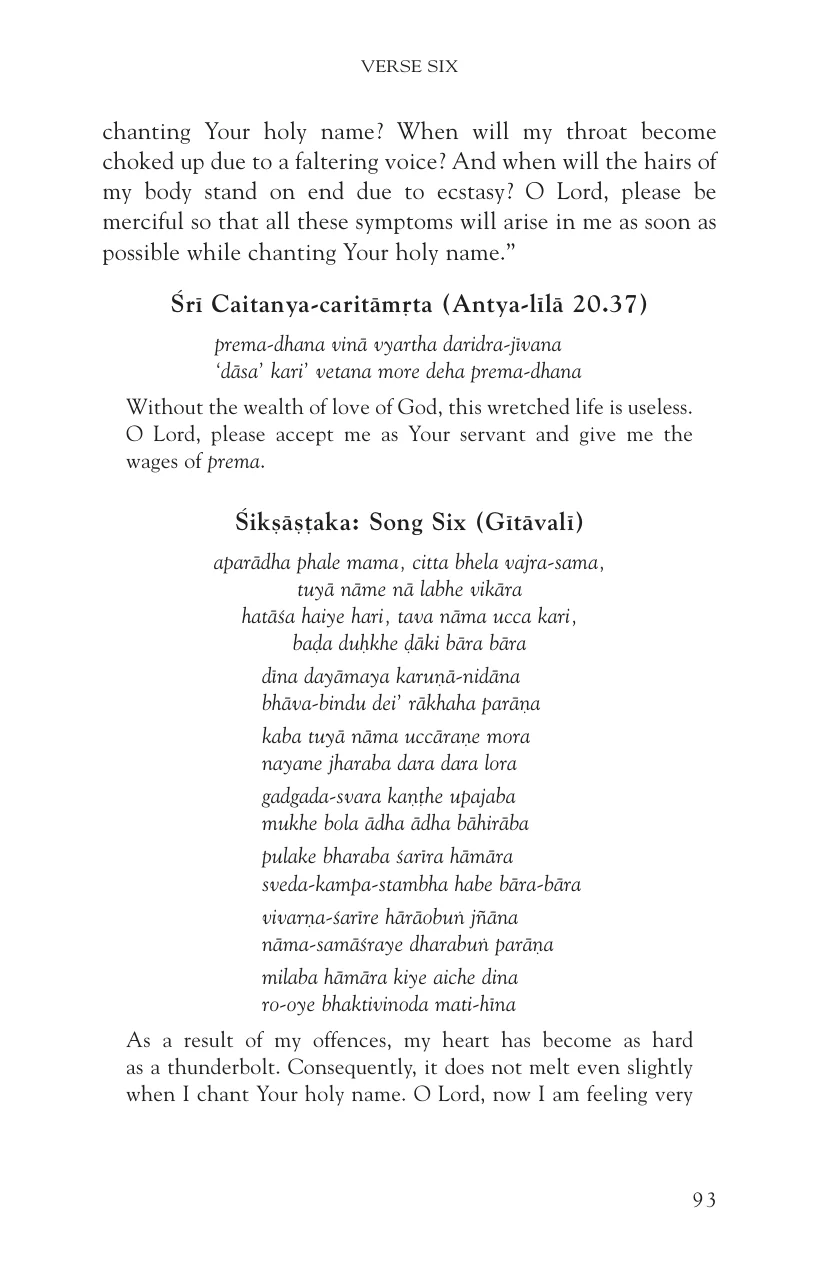 VERSE SIX
chanting Your holy name? When will my throat become
choked up due to a faltering voice? And when will the hairs of
my body stand on end due to ecstasy? O Lord, please be
merciful so that all these symptoms will arise in me as soon as
possible while chanting Your holy name.”
Śrī Caitanya-caritāmṛta (Antya-līlā 20.37)
prema-dhana vinā vyartha daridra-jīvana
‘dāsa’ kari’ vetana more deha prema-dhana
Without the wealth of love of God, this wretched life is useless.
O Lord, please accept me as Your servant and give me the
wages of prema.
Śikṣāṣṭaka: Song Six (Gītāvalī)
aparādha phale mama, citta bhela vajra-sama,
tuyā nāme nā labhe vikāra
hatāśa haiye hari, tava nāma ucca kari,
baḍa duḥkhe ḍāki bāra bāra
dīna dayāmaya karuṇā-nidāna
bhāva-bindu dei’ rākhaha parāṇa
kaba tuyā nāma uccāraṇe mora
nayane jharaba dara dara lora
gadgada-svara kaṇṭhe upajaba
mukhe bola ādha ādha bāhirāba
pulake bharaba śarīra hāmāra
sveda-kampa-stambha habe bāra-bāra
vivarṇa-śarīre hārāobuṅ jñāna
nāma-samāśraye dharabuṅ parāṇa
milaba hāmāra kiye aiche dina
ro-oye bhaktivinoda mati-hīna
As a result of my offences, my heart has become as hard
as a thunderbolt. Consequently, it does not melt even slightly
when I chant Your holy name. O Lord, now I am feeling very
93